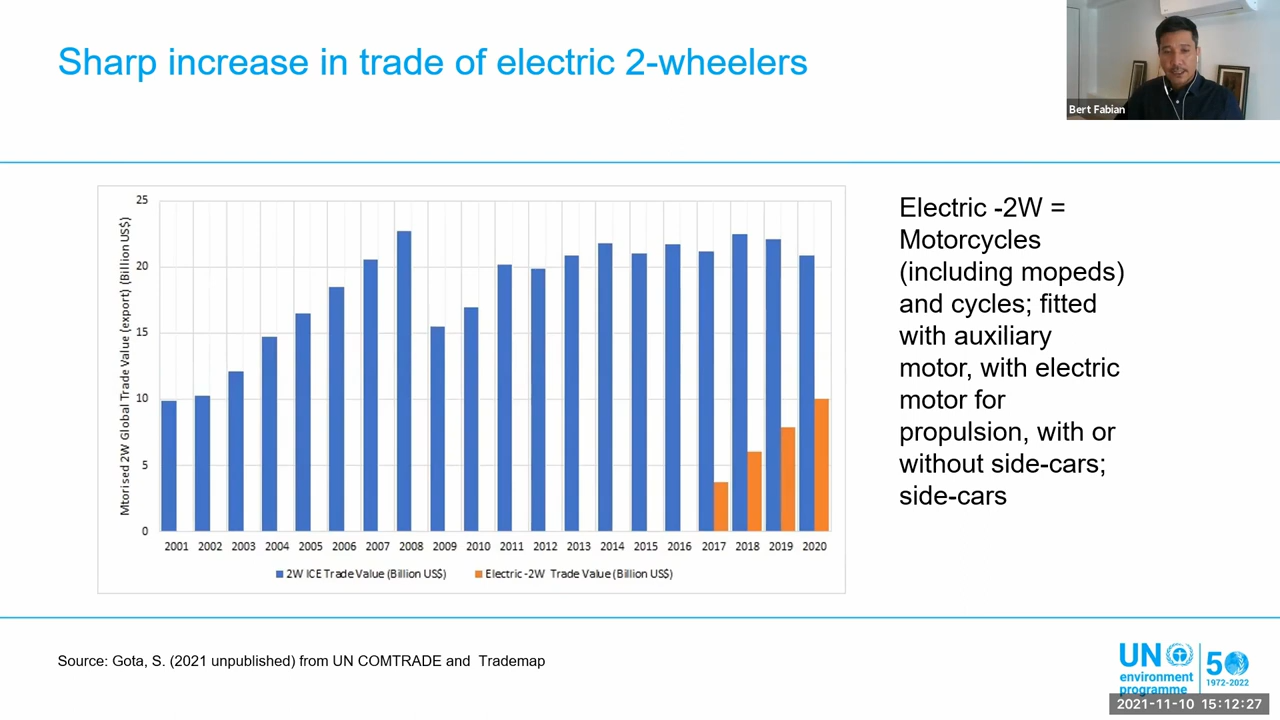 Sharp increase in trade of electric 2-wheelers
Bert Fabian
Mtorised 2W Global Trade Value (export) (Billion US$)
25
20
15
10
5
0
2001 2002 2003 2004 2005 2006 2007 2008 2009 2010 2011 2012 2013 2014 2015 2016 2017 2018 2019 2020
2W ICE Trade Value (Billion US$) Electric -2W Trade Value (Billion US$)
Electric -2W =
Motorcycles
(including mopeds)
and cycles; fitted
with auxiliary
motor, with electric
motor for
propulsion, with or
without side-cars;
side-cars
Source: Gota, S. (2021 unpublished) from UN COMTRADE and Trademap
UN
environment
programme
50
1972-2022
2021-11-10 15:12:27